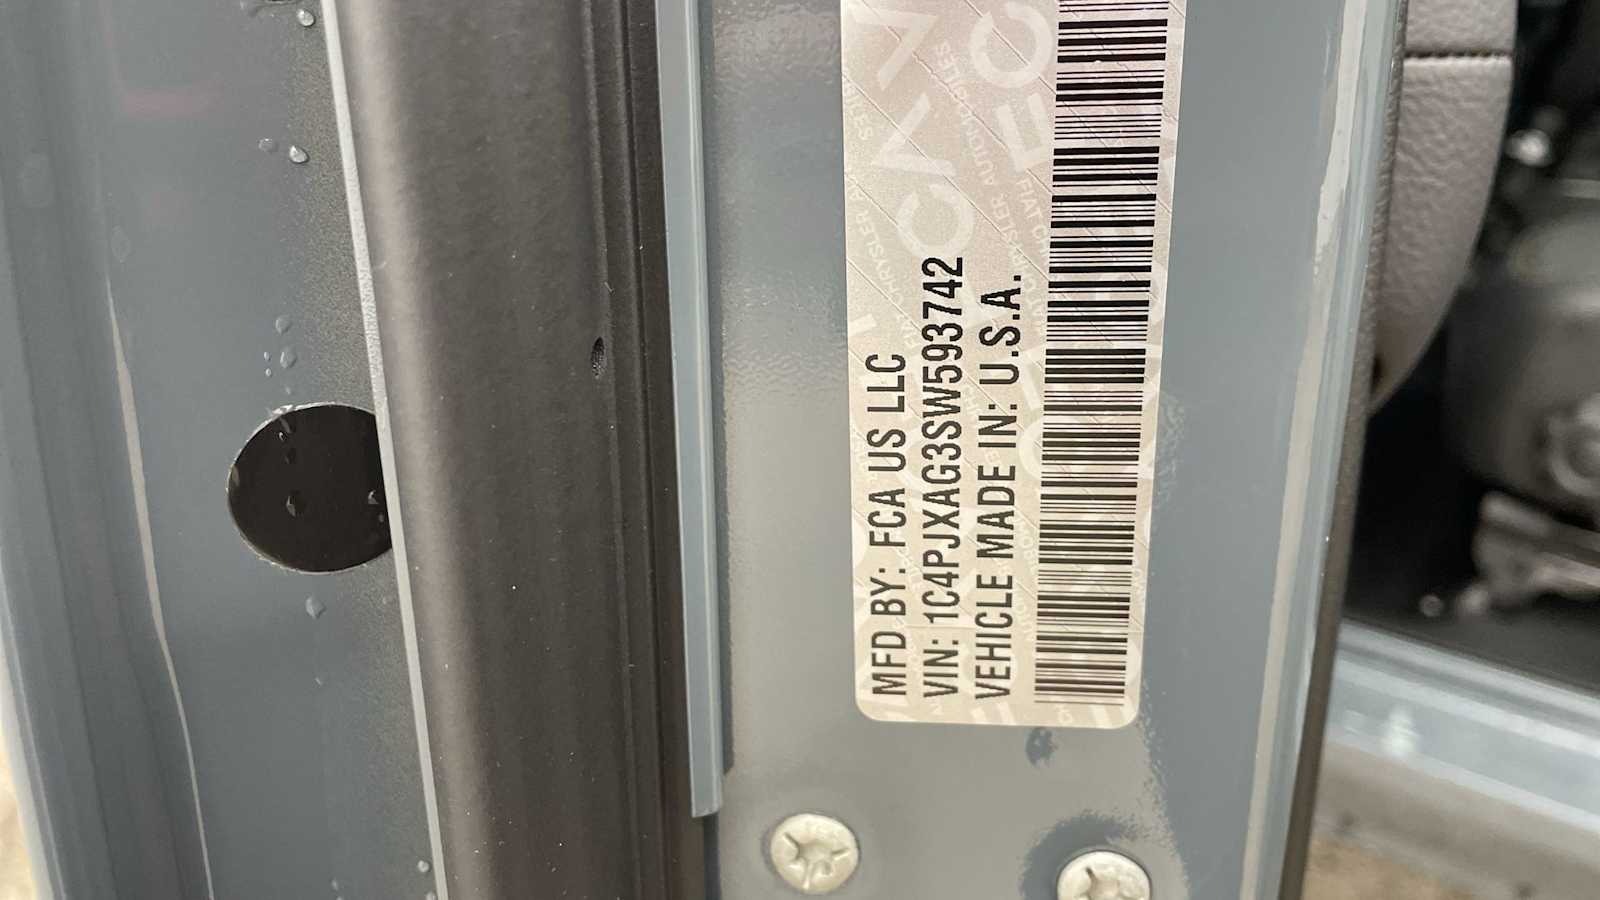 MFD BY: FCA US LLC
VIN: 1C4PJXAG3SW593742
VEHICLE MADE IN: U.S.A.